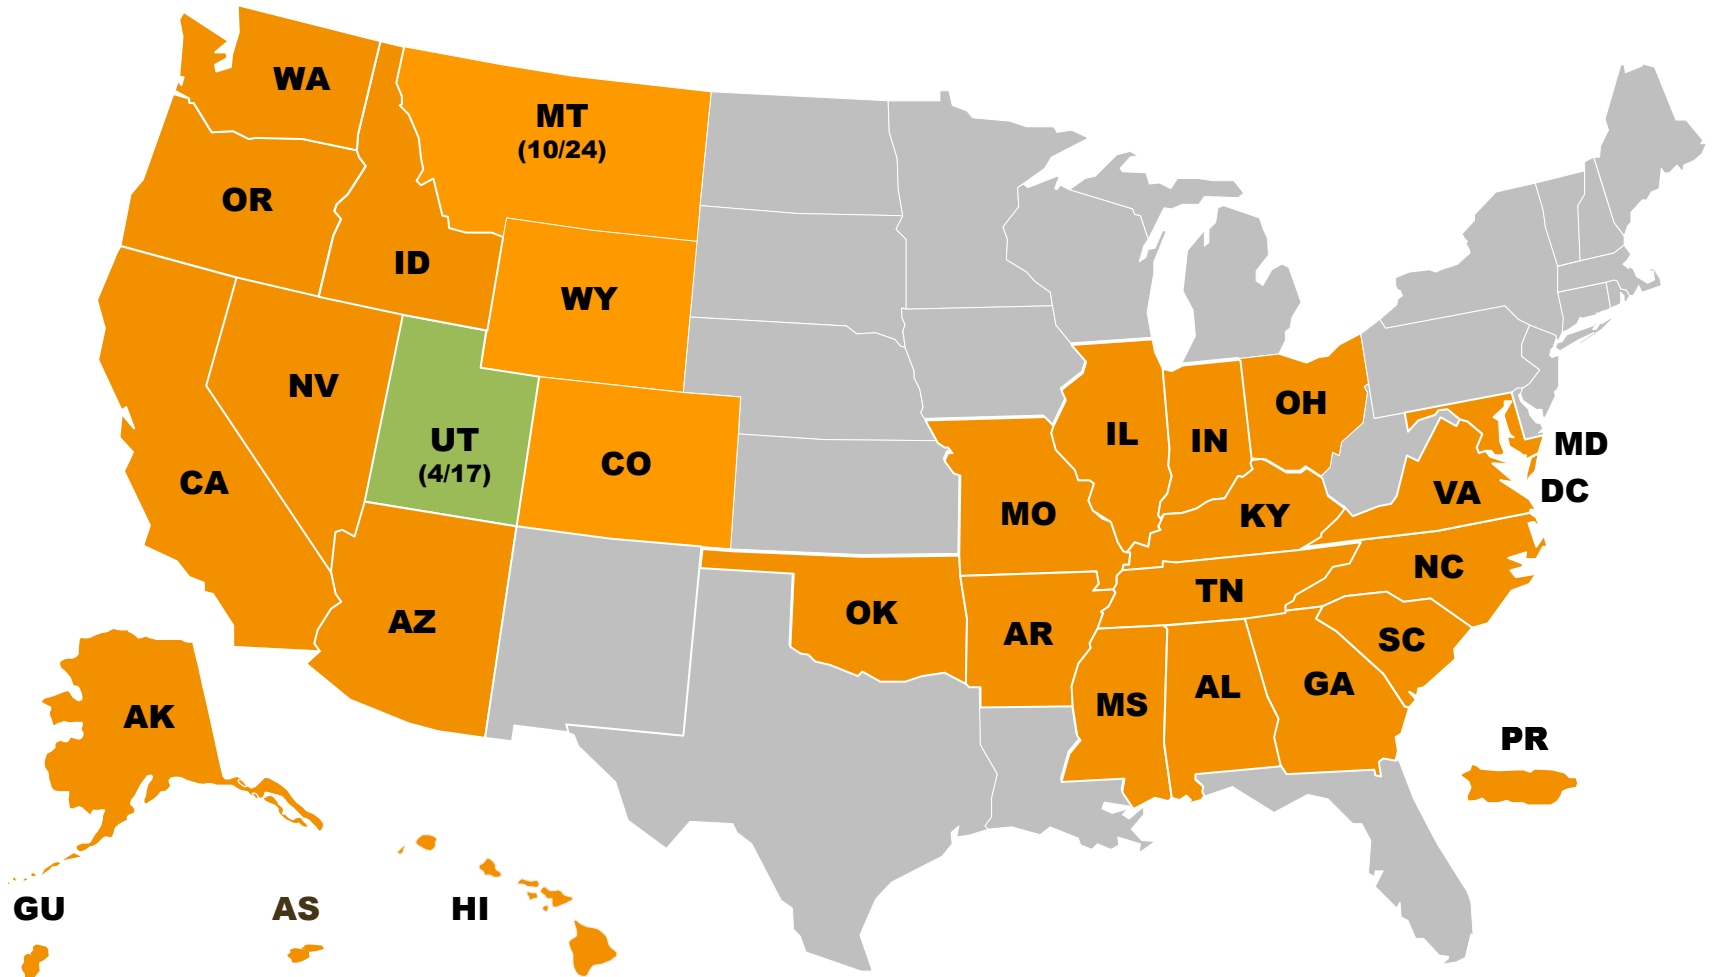 WA
MT
(10/24)
OR
ID
WY
NV
UT
(4/17)
CO
CA
AZ
OH
IL
IN
MD
DC
VA
MO
KY
NC
TN
OK
AR
SC
MS
AL
GA
AK
PR
GU
AS
HI